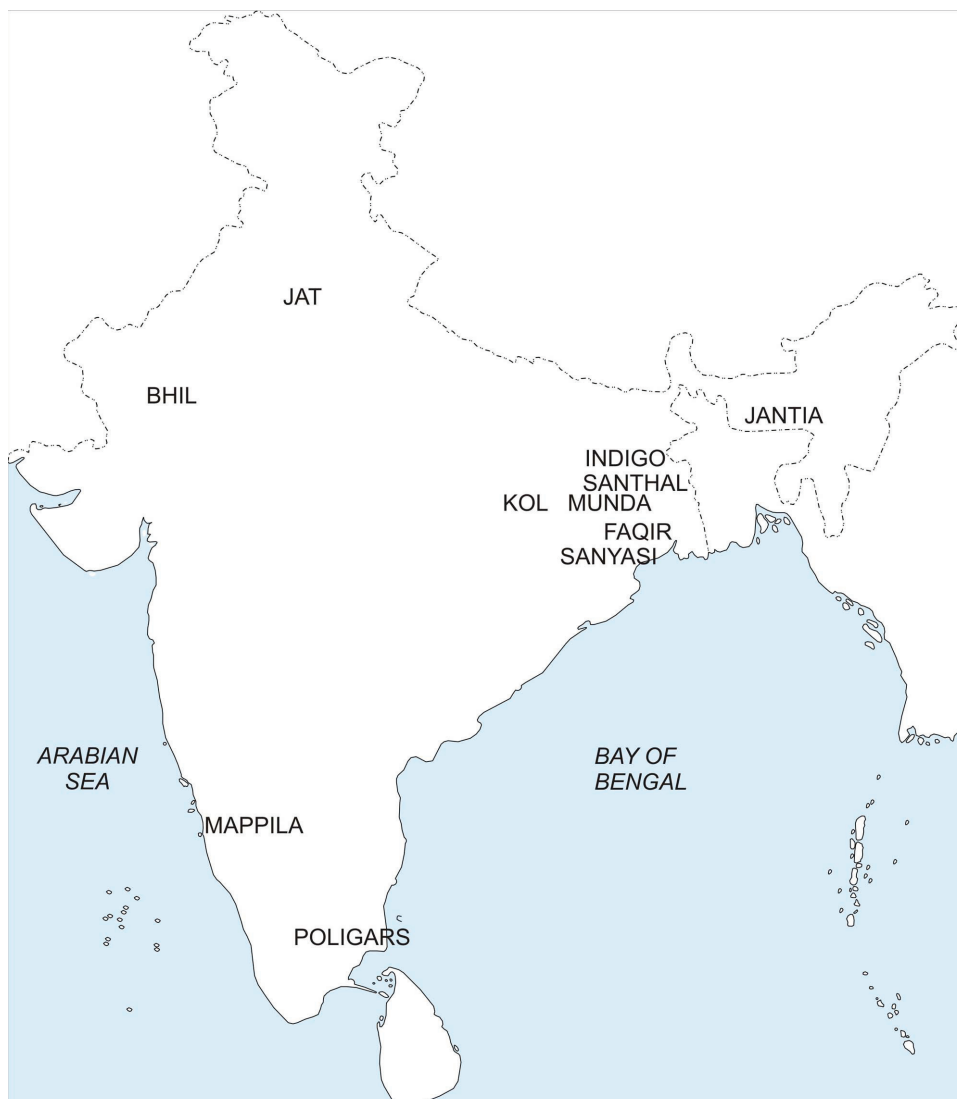 JAT
BHIL
JANTIA
INDIGO
SANTHAL
KOL MUNDA
FAQIR
SANYASI
ARABIAN
SEA
BAY OF
BENGAL
MAPPILA
POLIGARS